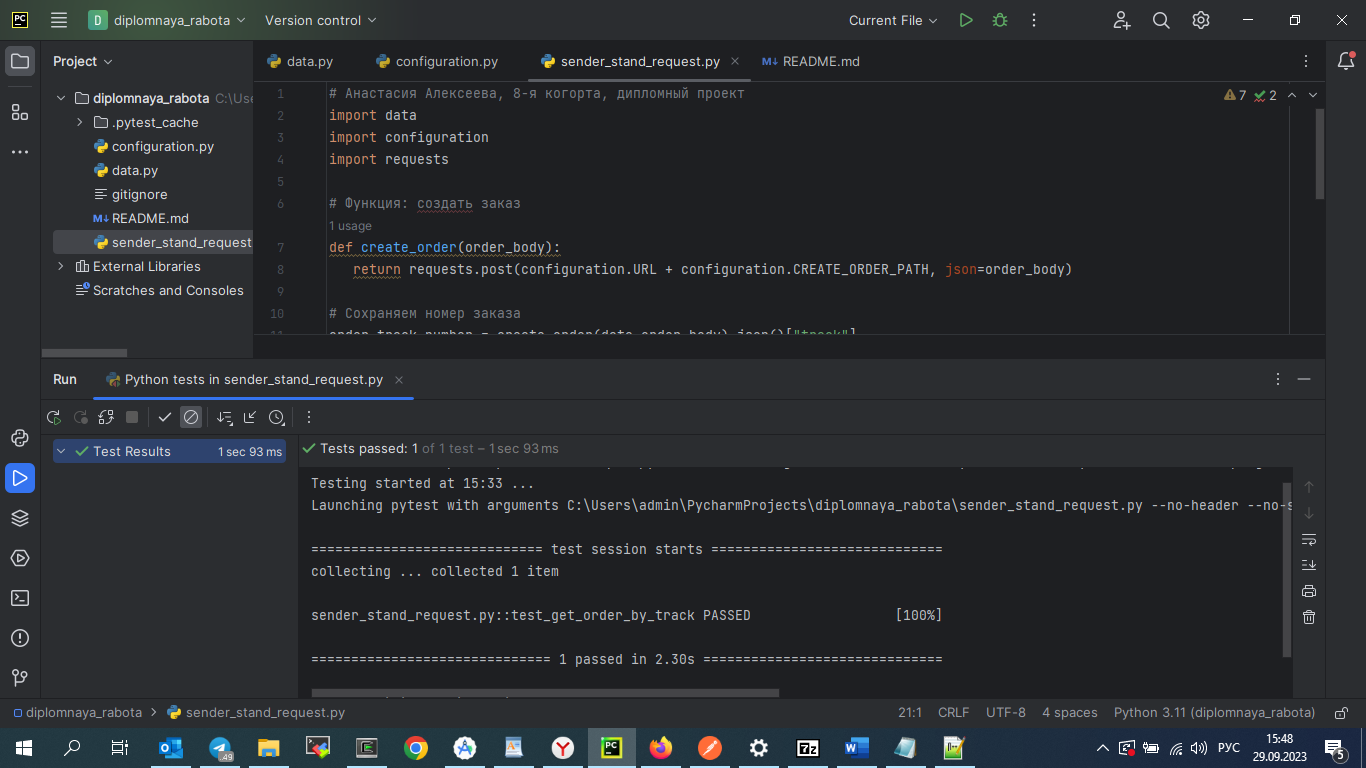 PC
D diplomnaya_rabota
Version control
Current File
Project
data.py
configuration.py
sender_stand_request.py
README.md
diplomnaya_rabota C:\Use
.pytest_cache
configuration.py
data.py
gitignore
README.md
sender_stand_request
External Libraries
Scratches and Consoles
7 2
1 # Анастасия Алексеева, 8-я когорта, дипломный проект
2 import data
3 import configuration
4 import requests
5
6 # Функция: создать заказ
1 usage
7 def create_order(order_body):
8 return requests.post(configuration.URL + configuration.CREATE_ORDER_PATH, json=order_body)
9
10 # Сохраняем номер заказа
11 order_track_number = create_order(data.order_body).json()["track"]
Run
Python tests in sender_stand_request.py
Test Results 1 sec 93 ms
Tests passed: 1 of 1 test – 1 sec 93 ms
Testing started at 15:33 ...
Launching pytest with arguments C:\Users\admin\PycharmProjects\diplomnaya_rabota\sender_stand_request.py --no-header --no-s
============================= test session starts =============================
collecting ... collected 1 item
sender_stand_request.py::test_get_order_by_track PASSED [100%]
============================== 1 passed in 2.30s ==============================
diplomnaya_rabota > sender_stand_request.py
21:1 CRLF UTF-8 4 spaces Python 3.11 (diplomnaya_rabota)
49
PC
7z
РУС
15:48
29.09.2023
5